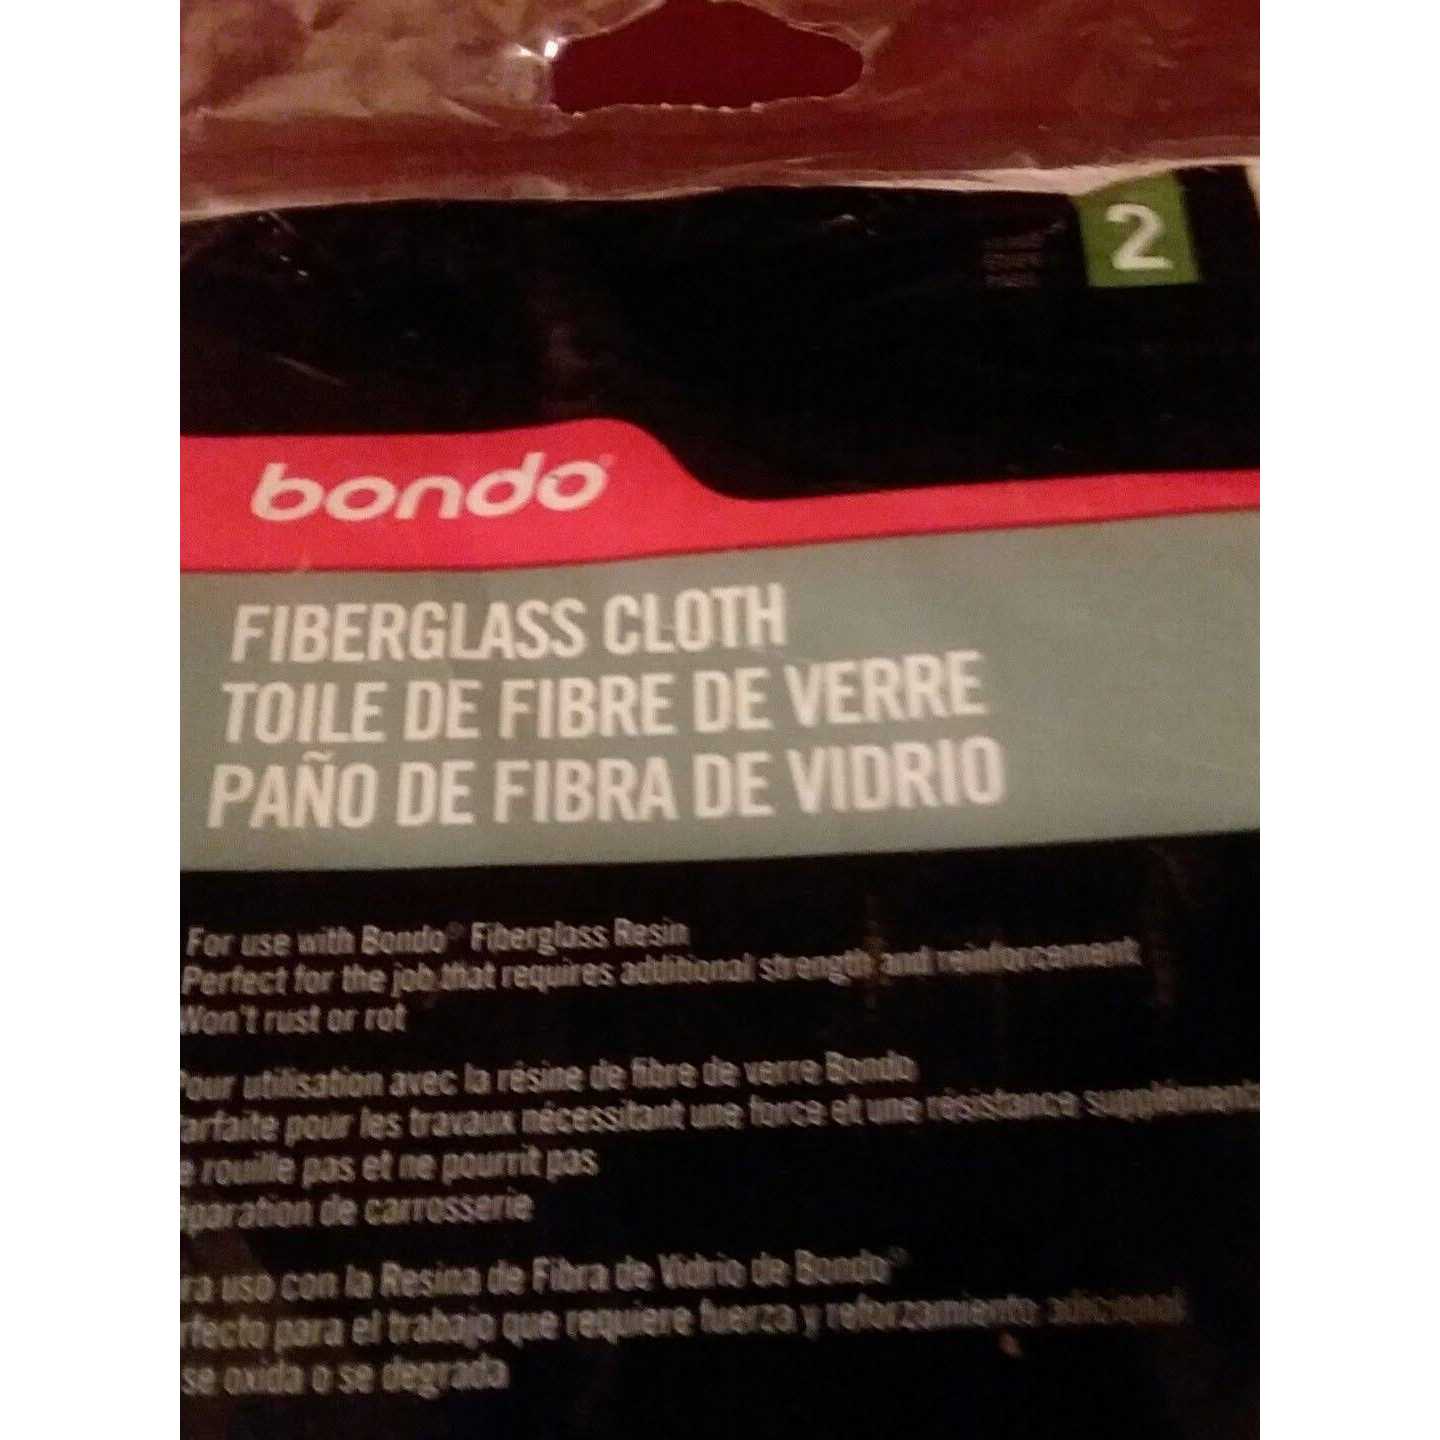 2
bondo®
FIBERGLASS CLOTH
TOILE DE FIBRE DE VERRE
PAÑO DE FIBRA DE VIDRIO
For use with Bondo® Fiberglass Resin
Perfect for the job that requires additional strength and reinforcement
Won't rust or rot
Pour utilisation avec la résine de fibre de verre Bondo
arfaite pour les travaux nécessitant une force et une résistance supplémenta
e rouille pas et ne pourrit pas
éparation de carrosserie
ra uso con la Resina de Fibra de Vidrio de Bondo®
rfecto para el trabajo que requiere fuerza y reforzamiento adicional
se oxida o se degrada